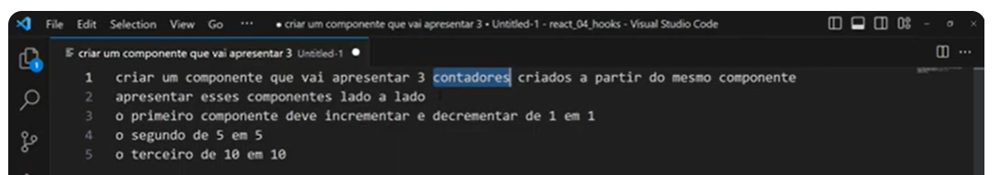 File Edit Selection View Go ··· ● criar um componente que vai apresentar 3 • Untitled-1 - react_04_hooks - Visual Studio Code
criar um componente que vai apresentar 3 Untitled-1 ●
1 criar um componente que vai apresentar 3 contadores criados a partir do mesmo componente
2 apresentar esses componentes lado a lado
3 o primeiro componente deve incrementar e decrementar de 1 em 1
4 o segundo de 5 em 5
5 o terceiro de 10 em 10
1